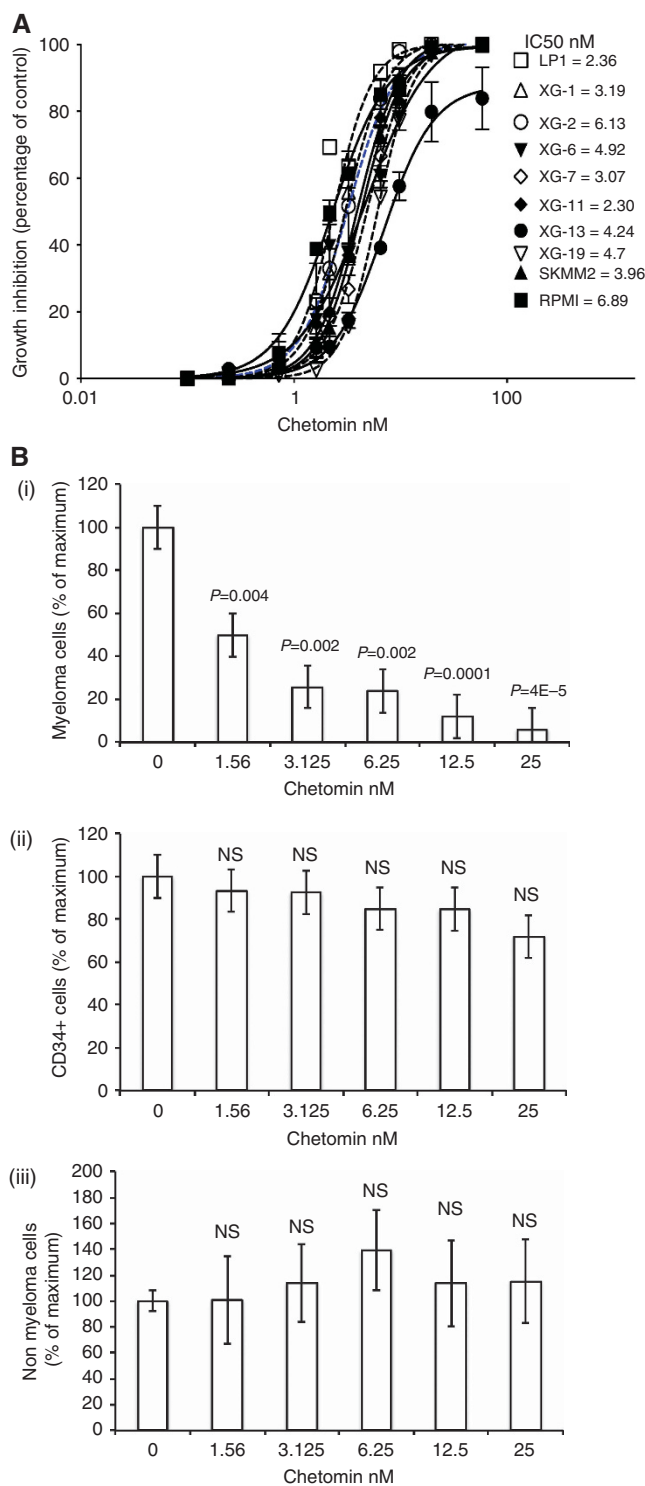 A
Growth inhibition (percentage of control)
100
80
60
40
20
0
0.01
1
100
Chetomin nM
IC50 nM
LP1 = 2.36
XG-1 = 3.19
XG-2 = 6.13
XG-6 = 4.92
XG-7 = 3.07
XG-11 = 2.30
XG-13 = 4.24
XG-19 = 4.7
SKMM2 = 3.96
RPMI = 6.89
B
(i)
Myeloma cells (% of maximum)
120
100
80
60
40
20
0
P=0.004
P=0.002
P=0.002
P=0.0001
P=4E–5
0 1.56 3.125 6.25 12.5 25
Chetomin nM
(ii)
CD34+ cells (% of maximum)
120
100
80
60
40
20
0
NS NS NS NS NS
0 1.56 3.125 6.25 12.5 25
Chetomin nM
(iii)
Non myeloma cells
(% of maximum)
200
180
160
140
120
100
80
60
40
20
0
NS NS NS NS NS
0 1.56 3.125 6.25 12.5 25
Chetomin nM